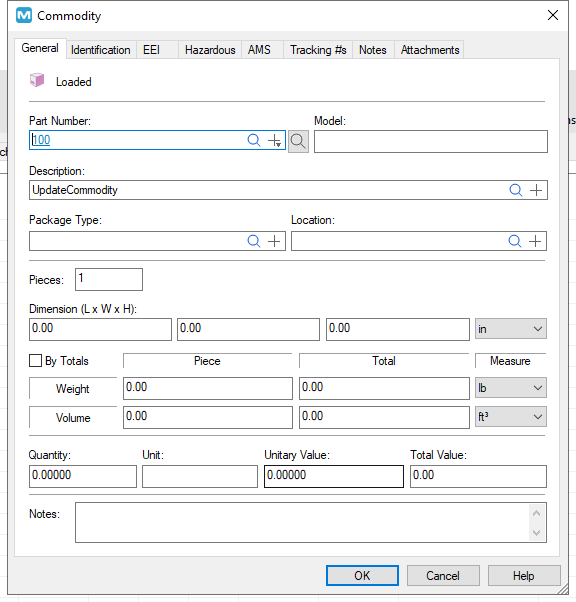 Commodity
General Identification EEI Hazardous AMS Tracking #s Notes Attachments
Loaded
Part Number: Model:
100
Description:
UpdateCommodity
Package Type: Location:
Pieces: 1
Dimension (L x W x H):
0.00 0.00 0.00 in
By Totals Piece Total Measure
Weight 0.00 0.00 lb
Volume 0.00 0.00 ft³
Quantity: Unit: Unitary Value: Total Value:
0.00000 0.00000 0.00
Notes:
OK Cancel Help